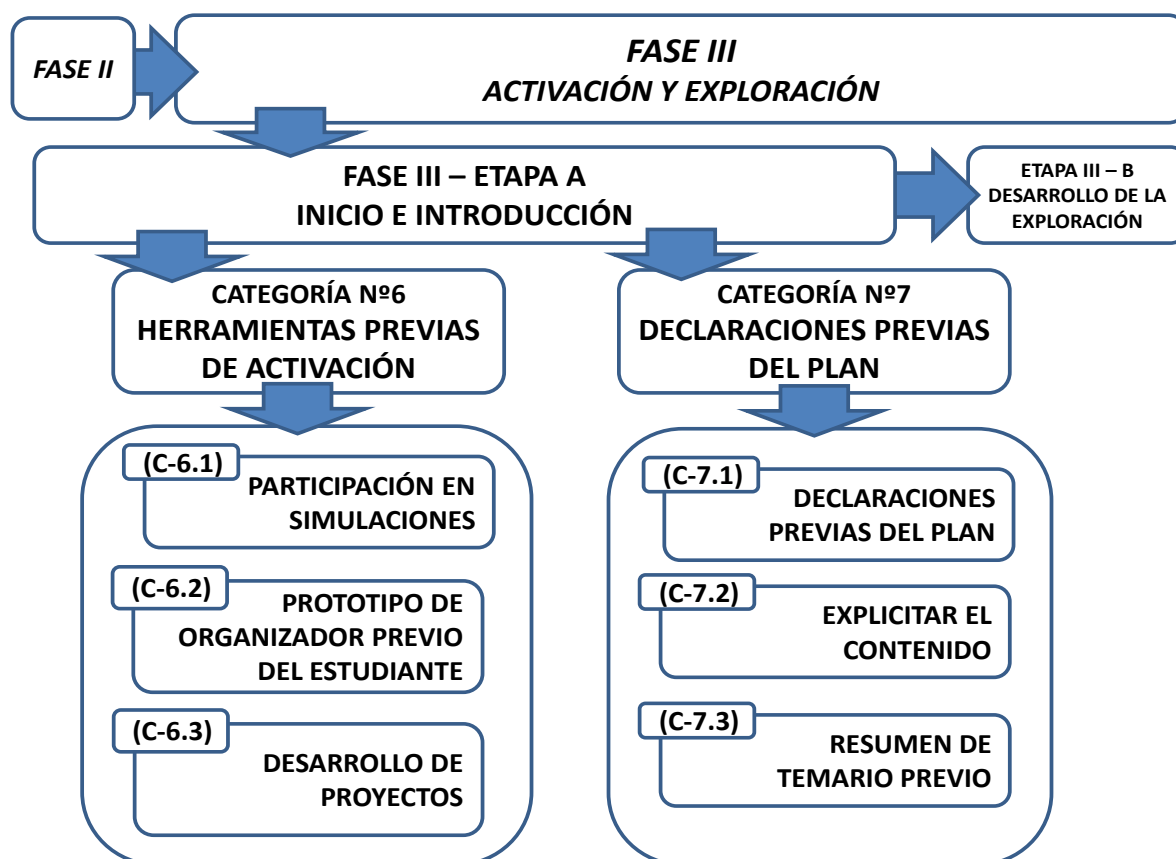 FASE II
FASE III
ACTIVACIÓN Y EXPLORACIÓN
FASE III – ETAPA A
INICIO E INTRODUCCIÓN
ETAPA III – B
DESARROLLO DE LA
EXPLORACIÓN
CATEGORÍA Nº6
HERRAMIENTAS PREVIAS
DE ACTIVACIÓN
CATEGORÍA Nº7
DECLARACIONES PREVIAS
DEL PLAN
(C-6.1)
PARTICIPACIÓN EN
SIMULACIONES
(C-6.2)
PROTOTIPO DE
ORGANIZADOR PREVIO
DEL ESTUDIANTE
(C-6.3)
DESARROLLO DE
PROYECTOS
(C-7.1)
DECLARACIONES
PREVIAS DEL PLAN
(C-7.2)
EXPLICITAR EL
CONTENIDO
(C-7.3)
RESUMEN DE
TEMARIO PREVIO